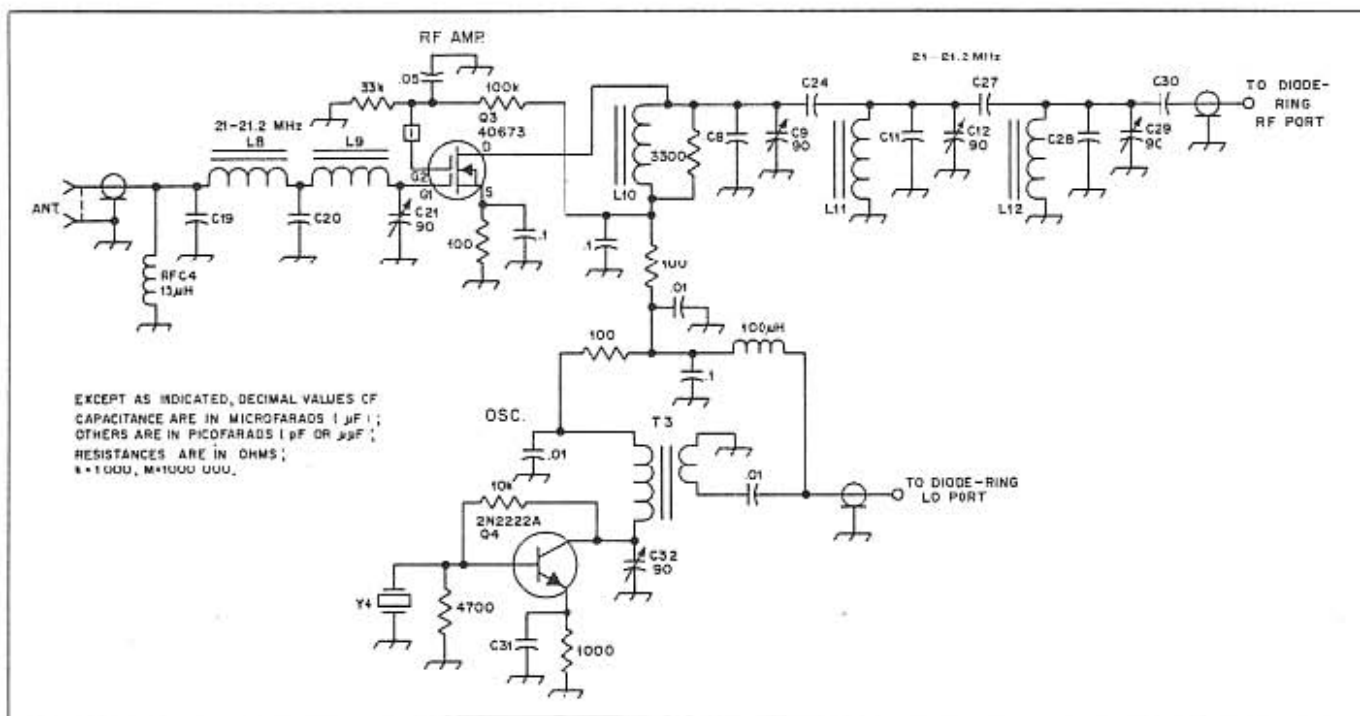 RF AMP.
.05
33k
100k
Q3
40673
21-21.2 MHz
L8
L9
D
G2
G1
S
ANT.
C19
C20
C21
90
100
.1
RFC4
15µH
21-21.2 MHz
C24
C27
C30
TO DIODE-
RING
RF PORT
3300
C8
C9
90
C11
C12
90
C28
C29
90
L10
L11
L12
.1
100
.01
100
100µH
.1
EXCEPT AS INDICATED, DECIMAL VALUES OF
CAPACITANCE ARE IN MICROFARADS (µF);
OTHERS ARE IN PICOFARADS (pF OR µµF);
RESISTANCES ARE IN OHMS;
k=1000, M=1000 000.
OSC.
T3
.01
.01
TO DIODE-RING
LO PORT
10k
2N2222A
Q4
C32
90
Y4
4700
C31
1000